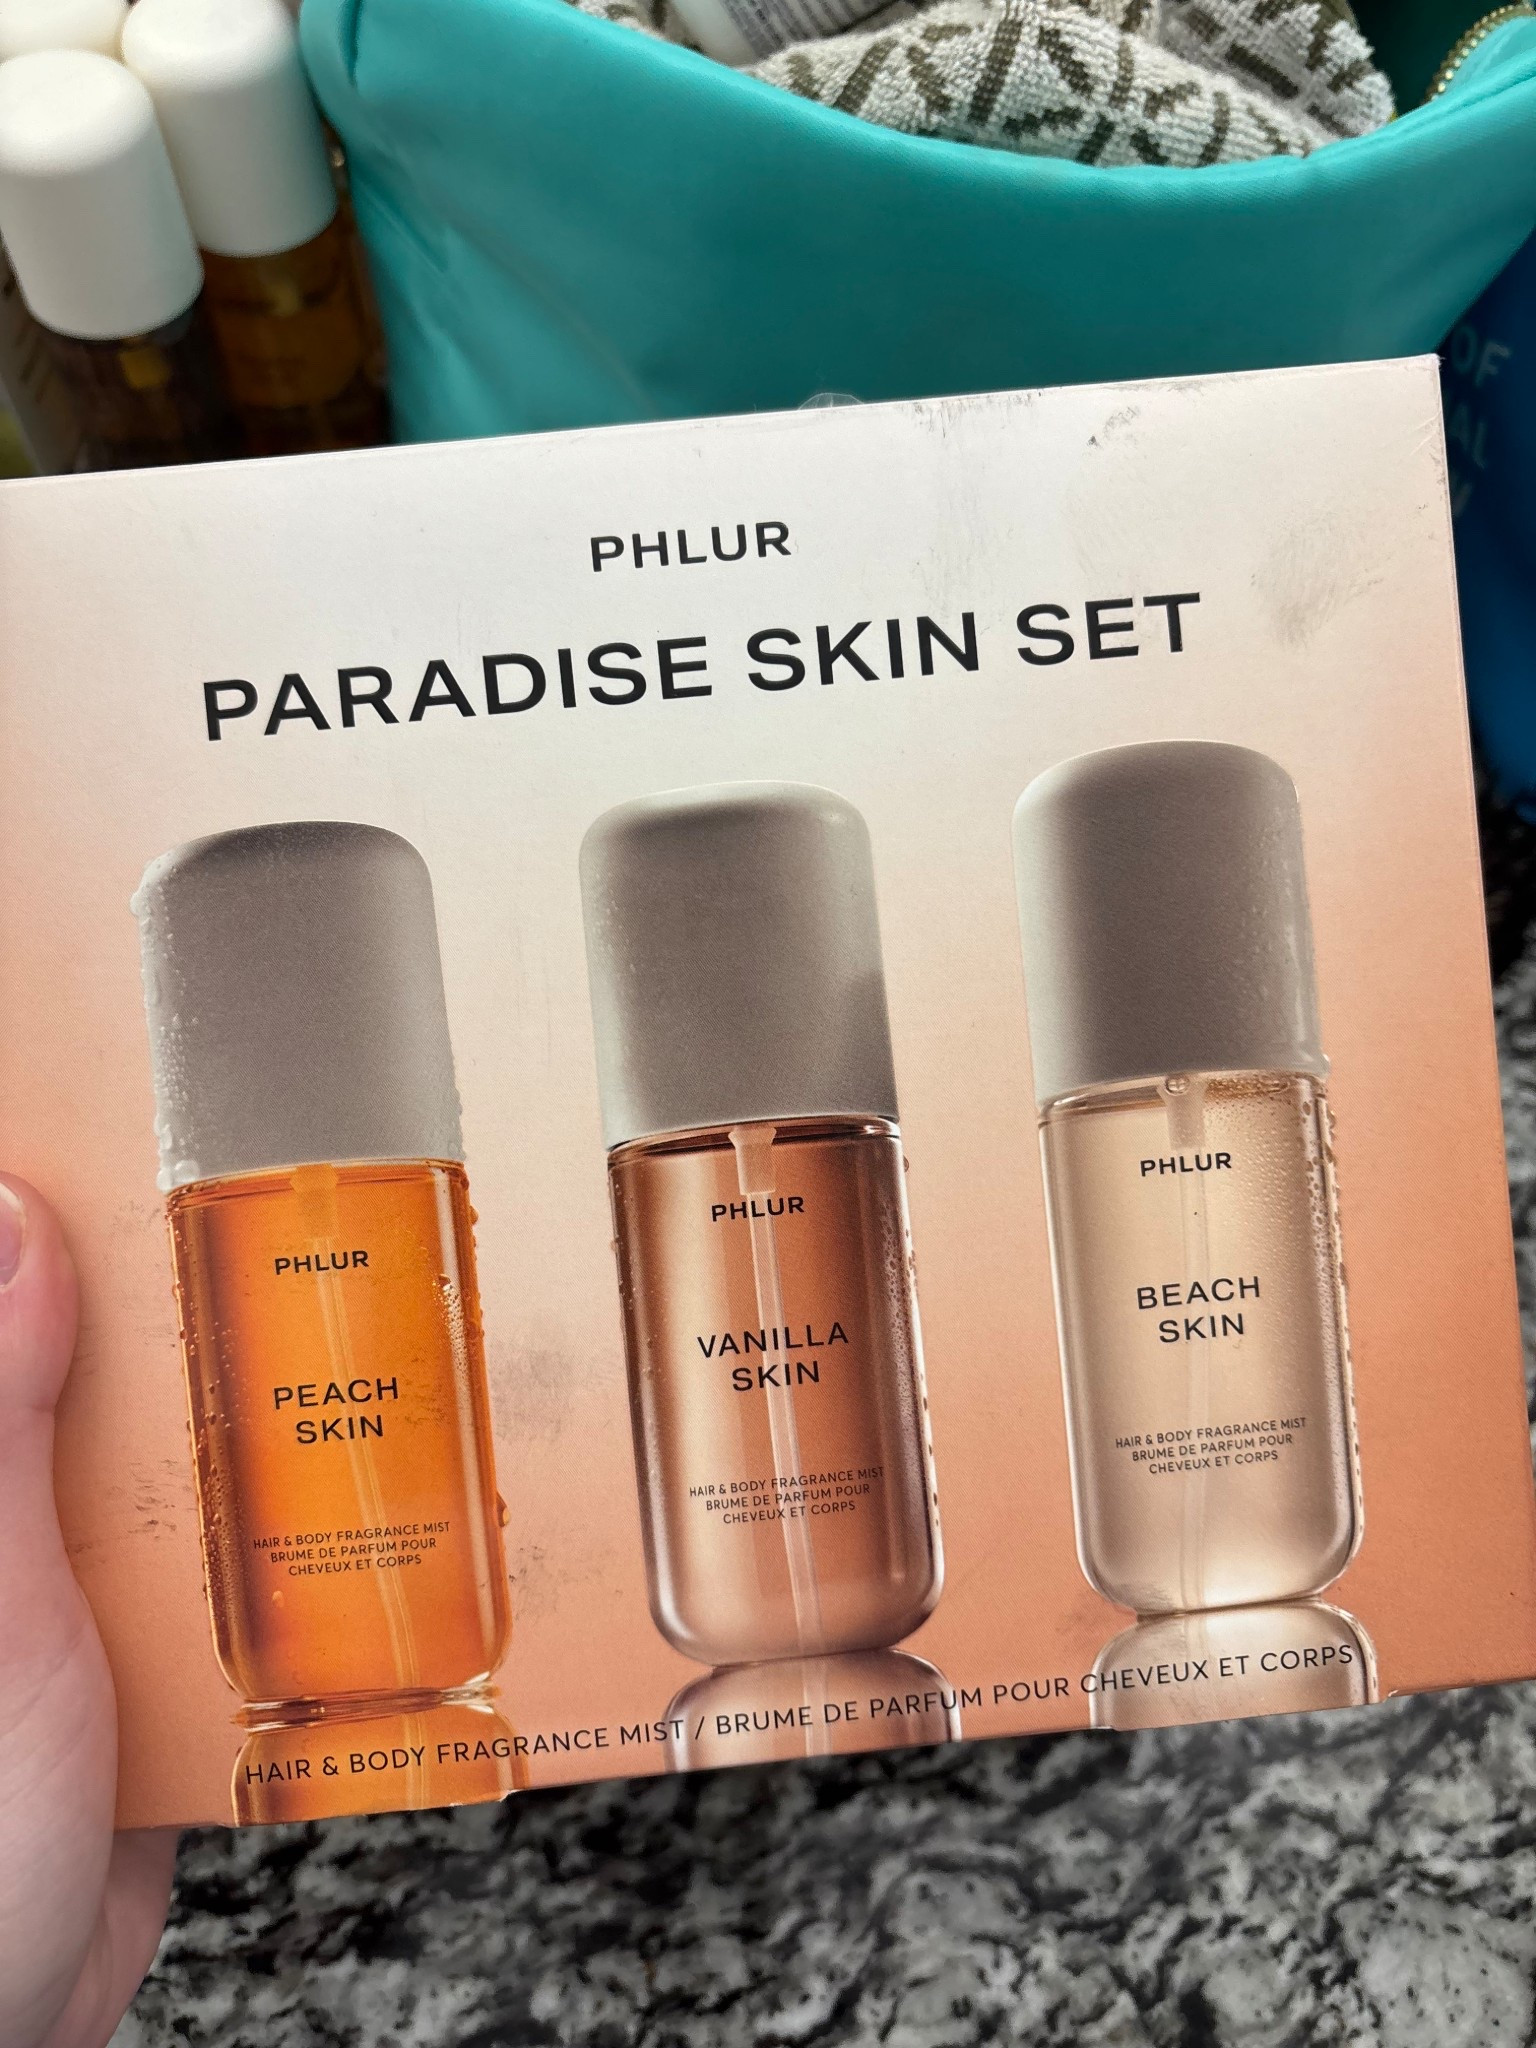 PHLUR
PARADISE SKIN SET
PHLUR
PEACH
SKIN
HAIR & BODY FRAGRANCE MIST
BRUME DE PARFUM POUR
CHEVEUX ET CORPS
PHLUR
VANILLA
SKIN
HAIR & BODY FRAGRANCE MIST
BRUME DE PARFUM POUR
CHEVEUX ET CORPS
PHLUR
BEACH
SKIN
HAIR & BODY FRAGRANCE MIST
BRUME DE PARFUM POUR
CHEVEUX ET CORPS
HAIR & BODY FRAGRANCE MIST / BRUME DE PARFUM POUR CHEVEUX ET CORPS
OF